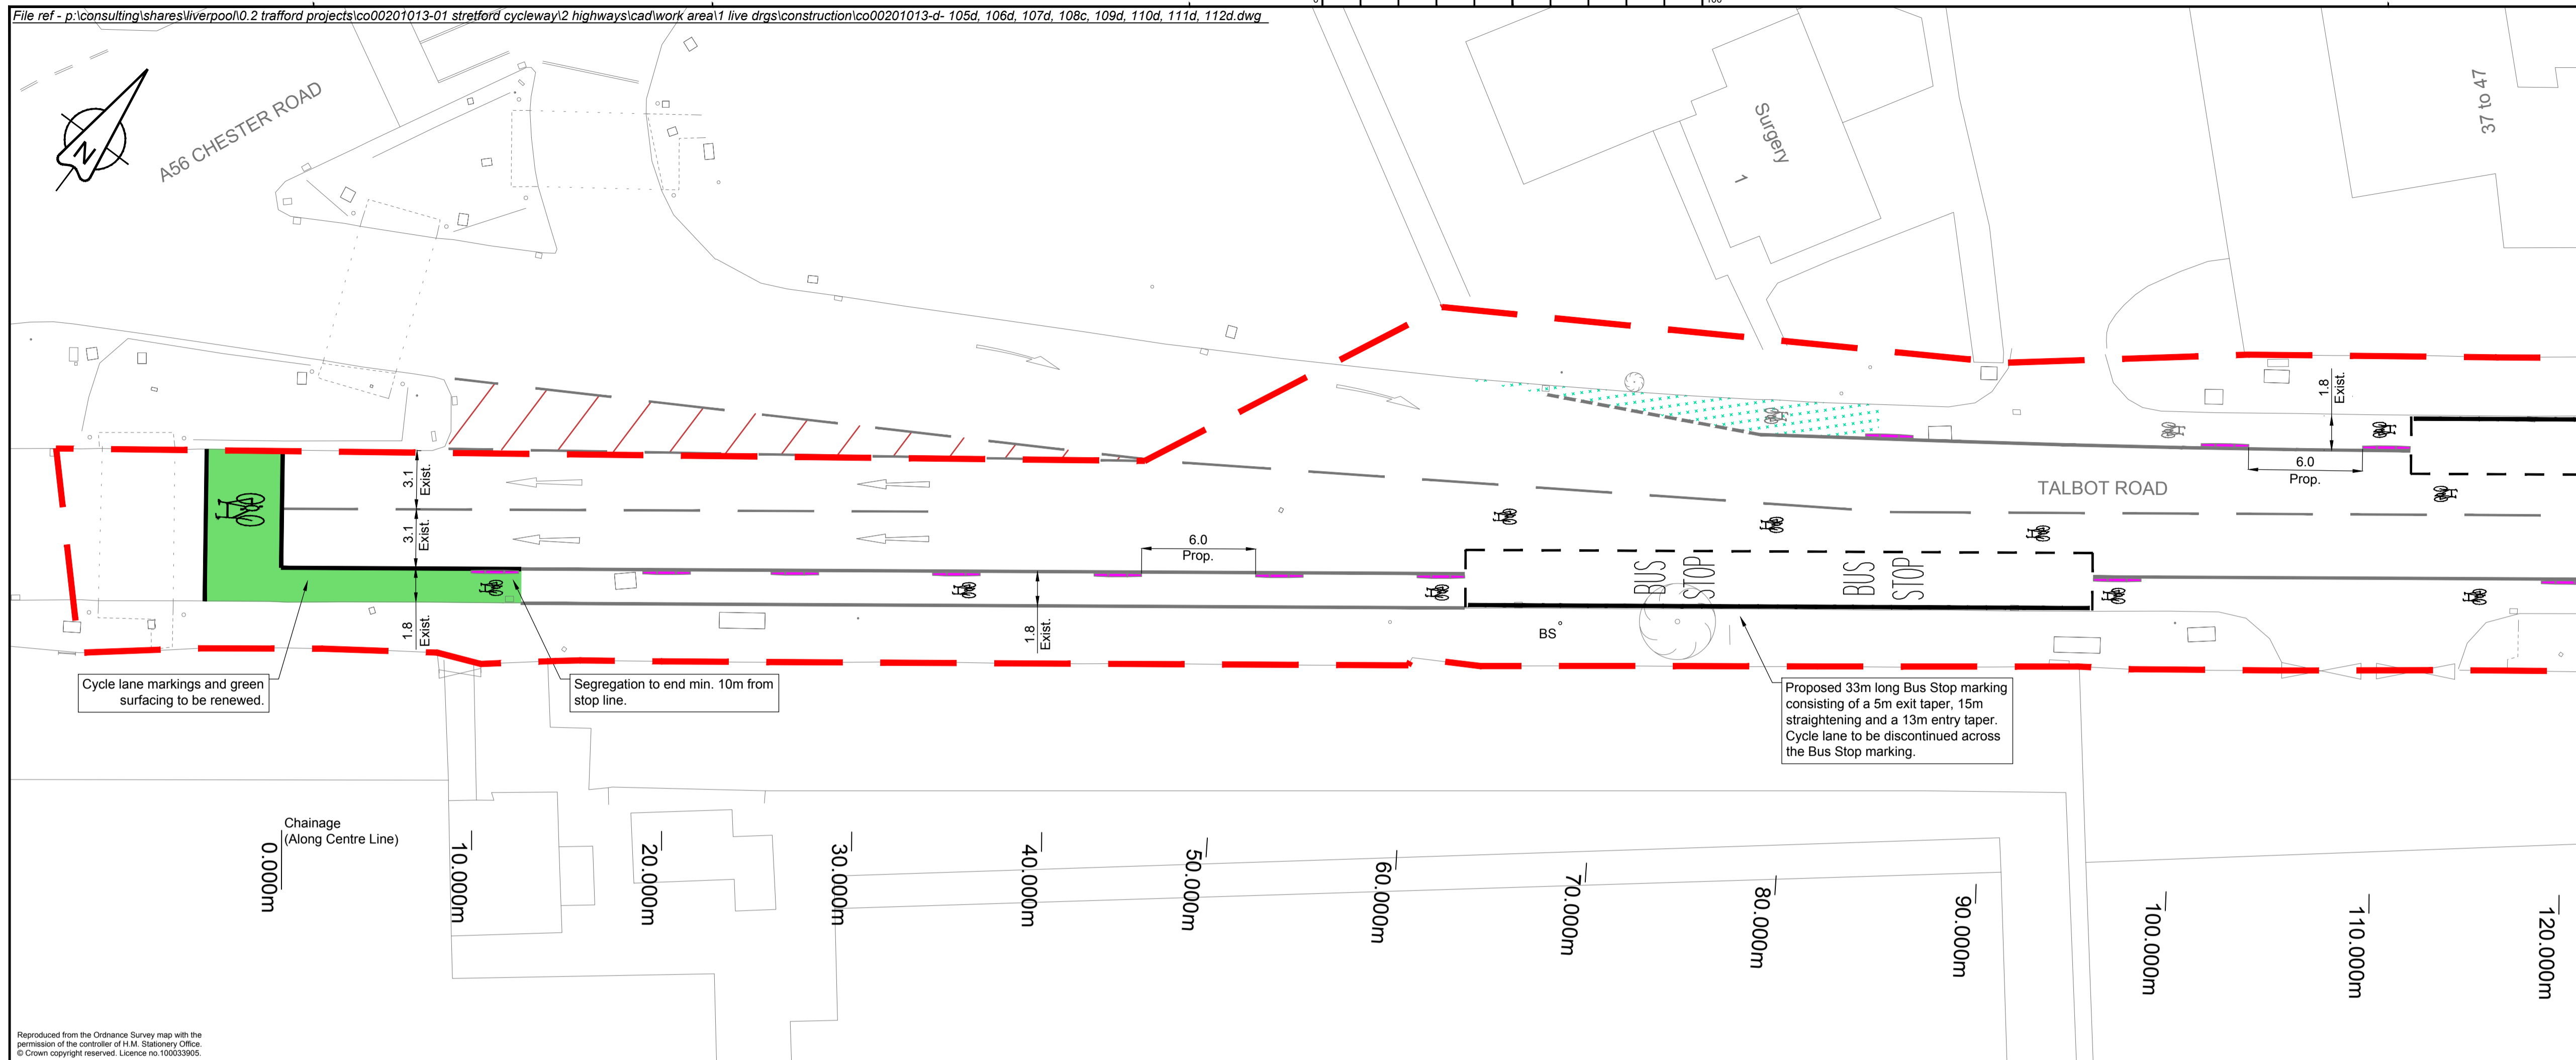 File ref - p:\consulting\shares\liverpool\0.2 trafford projects\co00201013-01 stretford cycleway\2 highways\cad\work area\1 live drgs\construction\co00201013-d- 105d, 106d, 107d, 108c, 109d, 110d, 111d, 112d.dwg
0
100
N
A56 CHESTER ROAD
Surgery
1
37 to 47
1.8
Exist.
6.0
Prop.
TALBOT ROAD
3.1
Exist.
3.1
Exist.
6.0
Prop.
BUS
STOP
BUS
STOP
1.8
Exist.
1.8
Exist.
BS
Cycle lane markings and green
surfacing to be renewed.
Segregation to end min. 10m from
stop line.
Proposed 33m long Bus Stop marking
consisting of a 5m exit taper, 15m
straightening and a 13m entry taper.
Cycle lane to be discontinued across
the Bus Stop marking.
Chainage
(Along Centre Line)
0.000m
10.000m
20.000m
30.000m
40.000m
50.000m
60.000m
70.000m
80.000m
90.000m
100.000m
110.000m
120.000m
Reproduced from the Ordnance Survey map with the
permission of the controller of H.M. Stationery Office.
© Crown copyright reserved. Licence no.100033905.